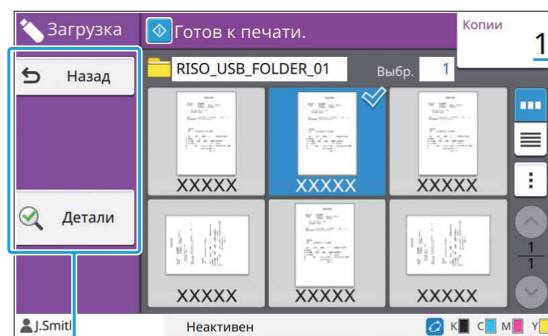 Загрузка
Готов к печати.
Копии
1
Назад
RISO_USB_FOLDER_01
Выбр. 1
XXXXX XXXXX XXXXX
Детали
1
1
XXXXX XXXXX XXXXX
J.Smitl
Неактивен
K C M Y